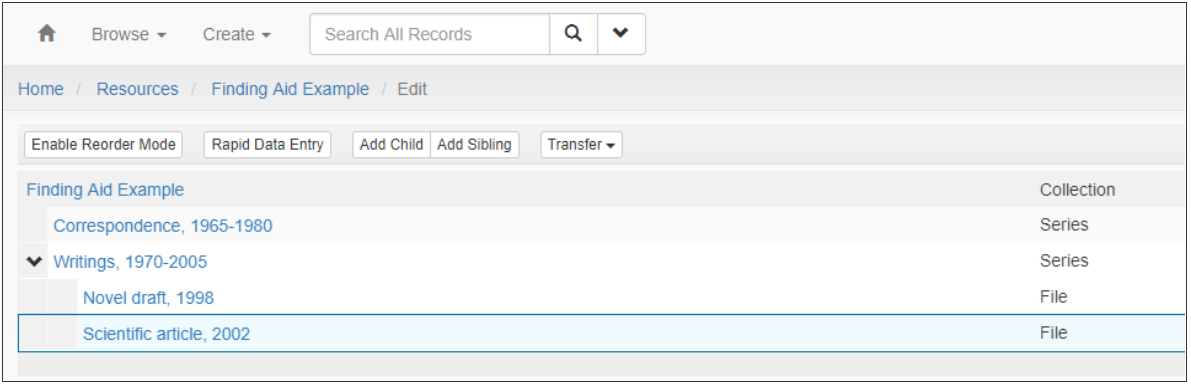 Browse Create Search All Records
Home / Resources / Finding Aid Example / Edit
Enable Reorder Mode Rapid Data Entry Add Child Add Sibling Transfer
Finding Aid Example Collection
Correspondence, 1965-1980 Series
Writings, 1970-2005 Series
Novel draft, 1998 File
Scientific article, 2002 File